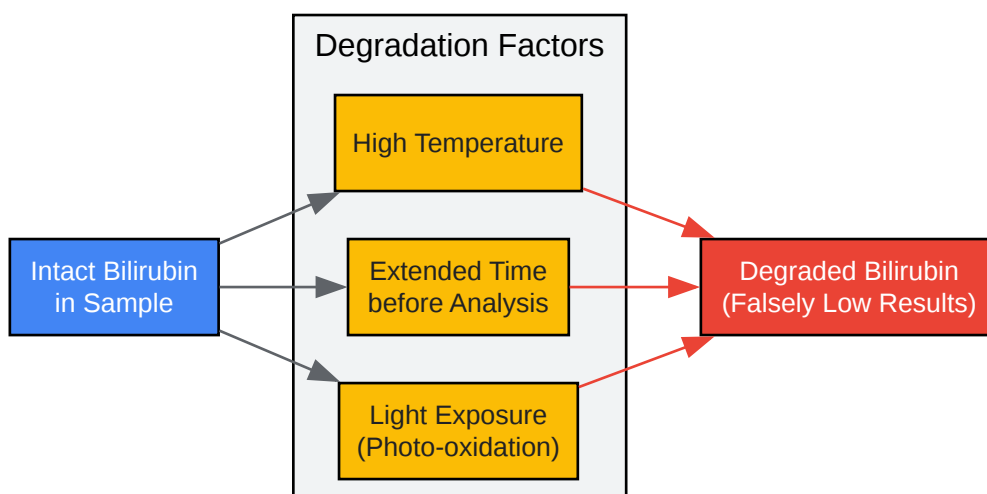 Degradation Factors
High Temperature
Intact Bilirubin
in Sample
Extended Time
before Analysis
Degraded Bilirubin
(Falsely Low Results)
Light Exposure
(Photo-oxidation)